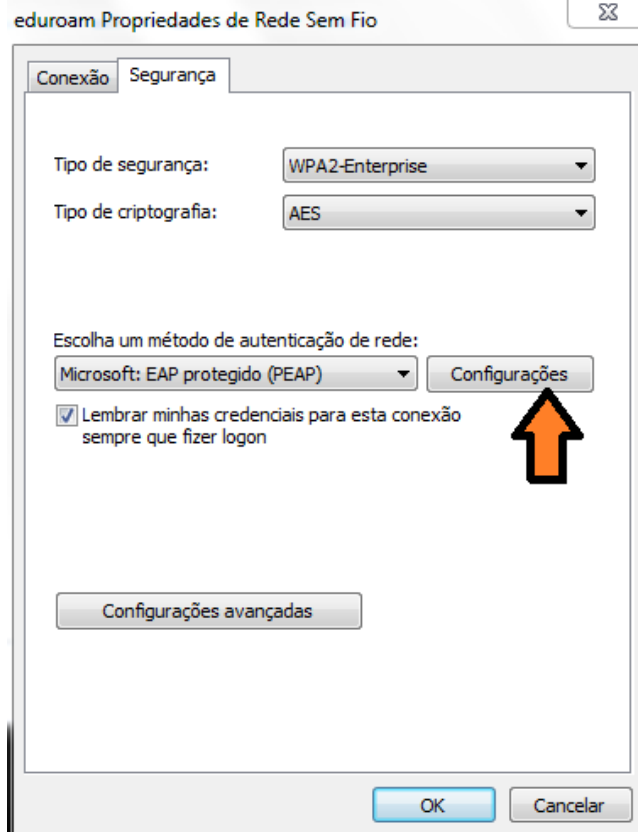 eduroam Propriedades de Rede Sem Fio
Conexão
Segurança
Tipo de segurança:
WPA2-Enterprise
Tipo de criptografia:
AES
Escolha um método de autenticação de rede:
Microsoft: EAP protegido (PEAP)
Configurações
Lembrar minhas credenciais para esta conexão
sempre que fizer logon
Configurações avançadas
OK
Cancelar